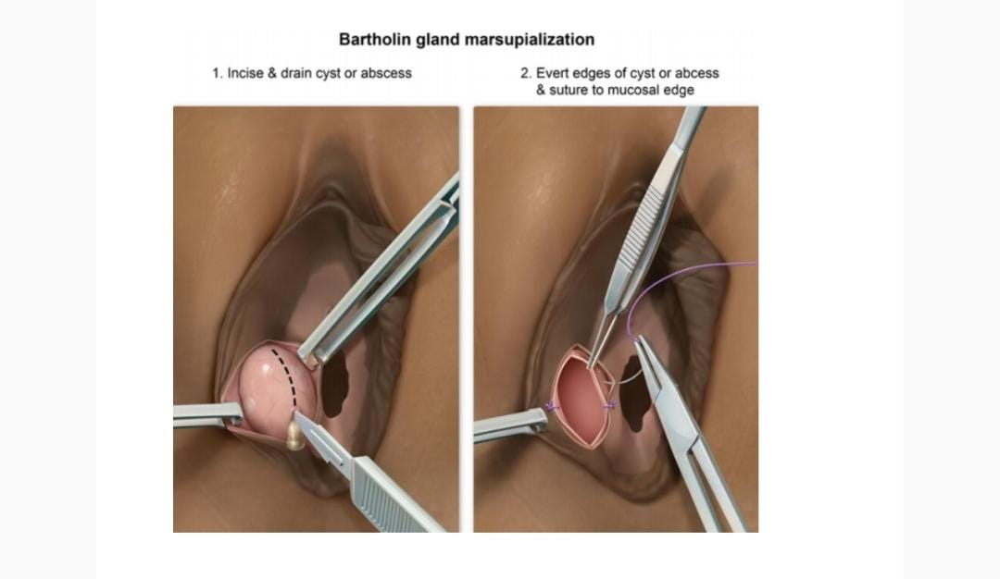 Bartholin gland marsupialization
1. Incise & drain cyst or abscess
2. Evert edges of cyst or abcess
& suture to mucosal edge